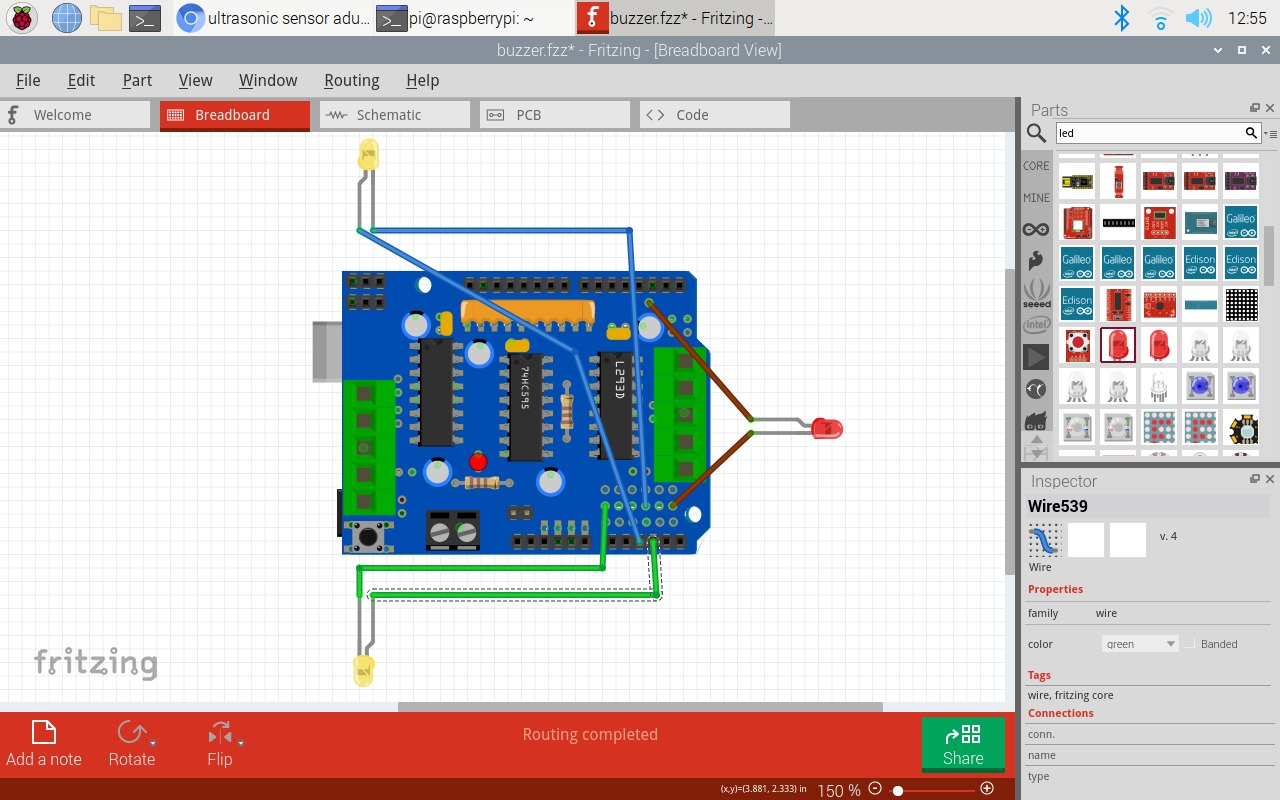 ultrasonic sensor adu...
pi@raspberrypi: ~
buzzer.fzz* - Fritzing -...
12:55
buzzer.fzz* - Fritzing - [Breadboard View]
File Edit Part View Window Routing Help
Welcome
Breadboard
Schematic
PCB
Code
Parts
led
CORE
MINE
seeed
intel
Galileo
Galileo
Galileo
Galileo
Edison
Edison
Edison
74HC595
L293D
Inspector
Wire539
v. 4
Wire
Properties
family wire
color green Banded
Tags
wire, fritzing core
Connections
conn.
name
type
fritzing
Add a note
Rotate
Flip
Routing completed
Share
(x,y)=(3.881, 2.333) in
150 %